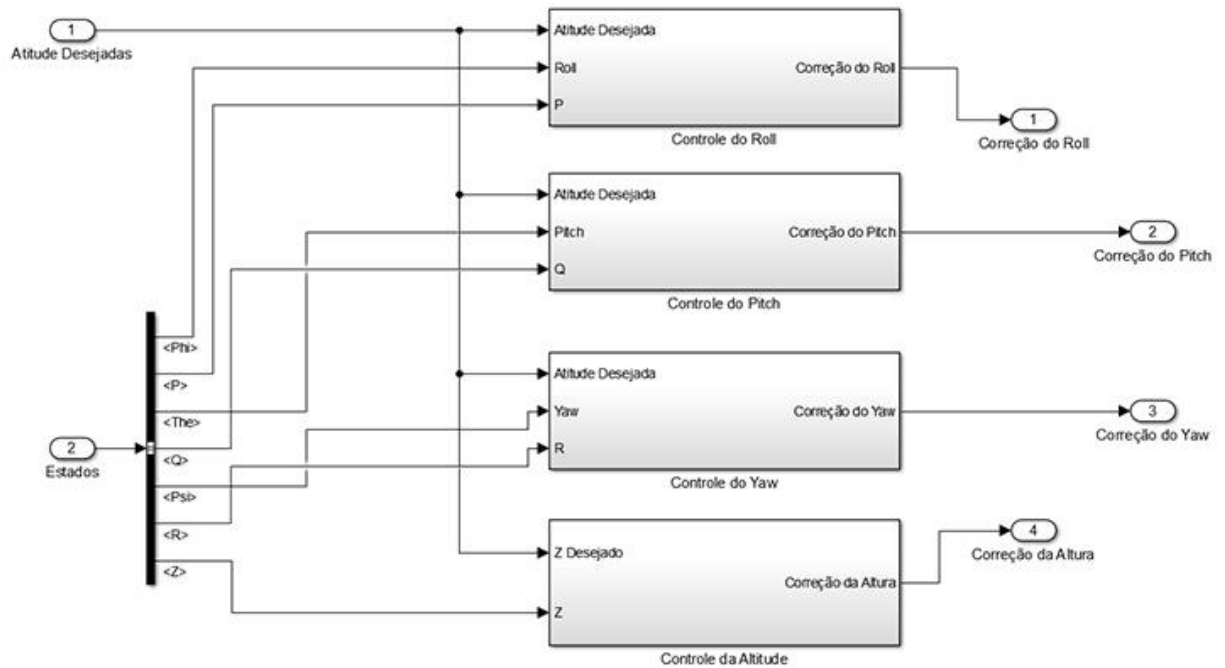 1
Atitude Desejadas
Atitude Desejada
Roll
P
Correção do Roll
Controle do Roll
1
Correção do Roll
Atitude Desejada
Pitch
Q
Correção do Pitch
Controle do Pitch
2
Correção do Pitch
<Phi>
<P>
<The>
<Q>
<Psi>
<R>
<Z>
2
Estados
Atitude Desejada
Yaw
R
Correção do Yaw
Controle do Yaw
3
Correção do Yaw
Z Desejado
Z
Correção da Altura
Controle da Altitude
4
Correção da Altura